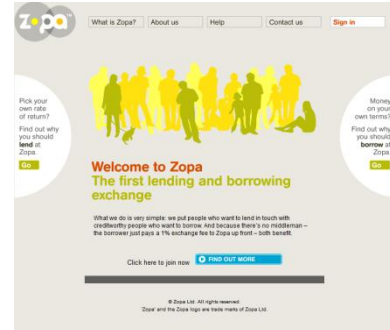 Zopa
What is Zopa?
About us
Help
Contact us
Sign in
Pick your
own rate
of return?
Find out why
you should
lend at
Zopa.
Go
Money
on your
own terms?
Find out why
you should
borrow at
Zopa.
Go
Welcome to Zopa
The first lending and borrowing
exchange
What we do is very simple: we put people who want to lend in touch with
creditworthy people who want to borrow. And because there's no middleman –
the borrower just pays a 1% exchange fee to Zopa up front – both benefit.
Click here to join now
FIND OUT MORE
© Zopa Ltd. All rights reserved.
'Zopa' and the Zopa logo are trade marks of Zopa Ltd.